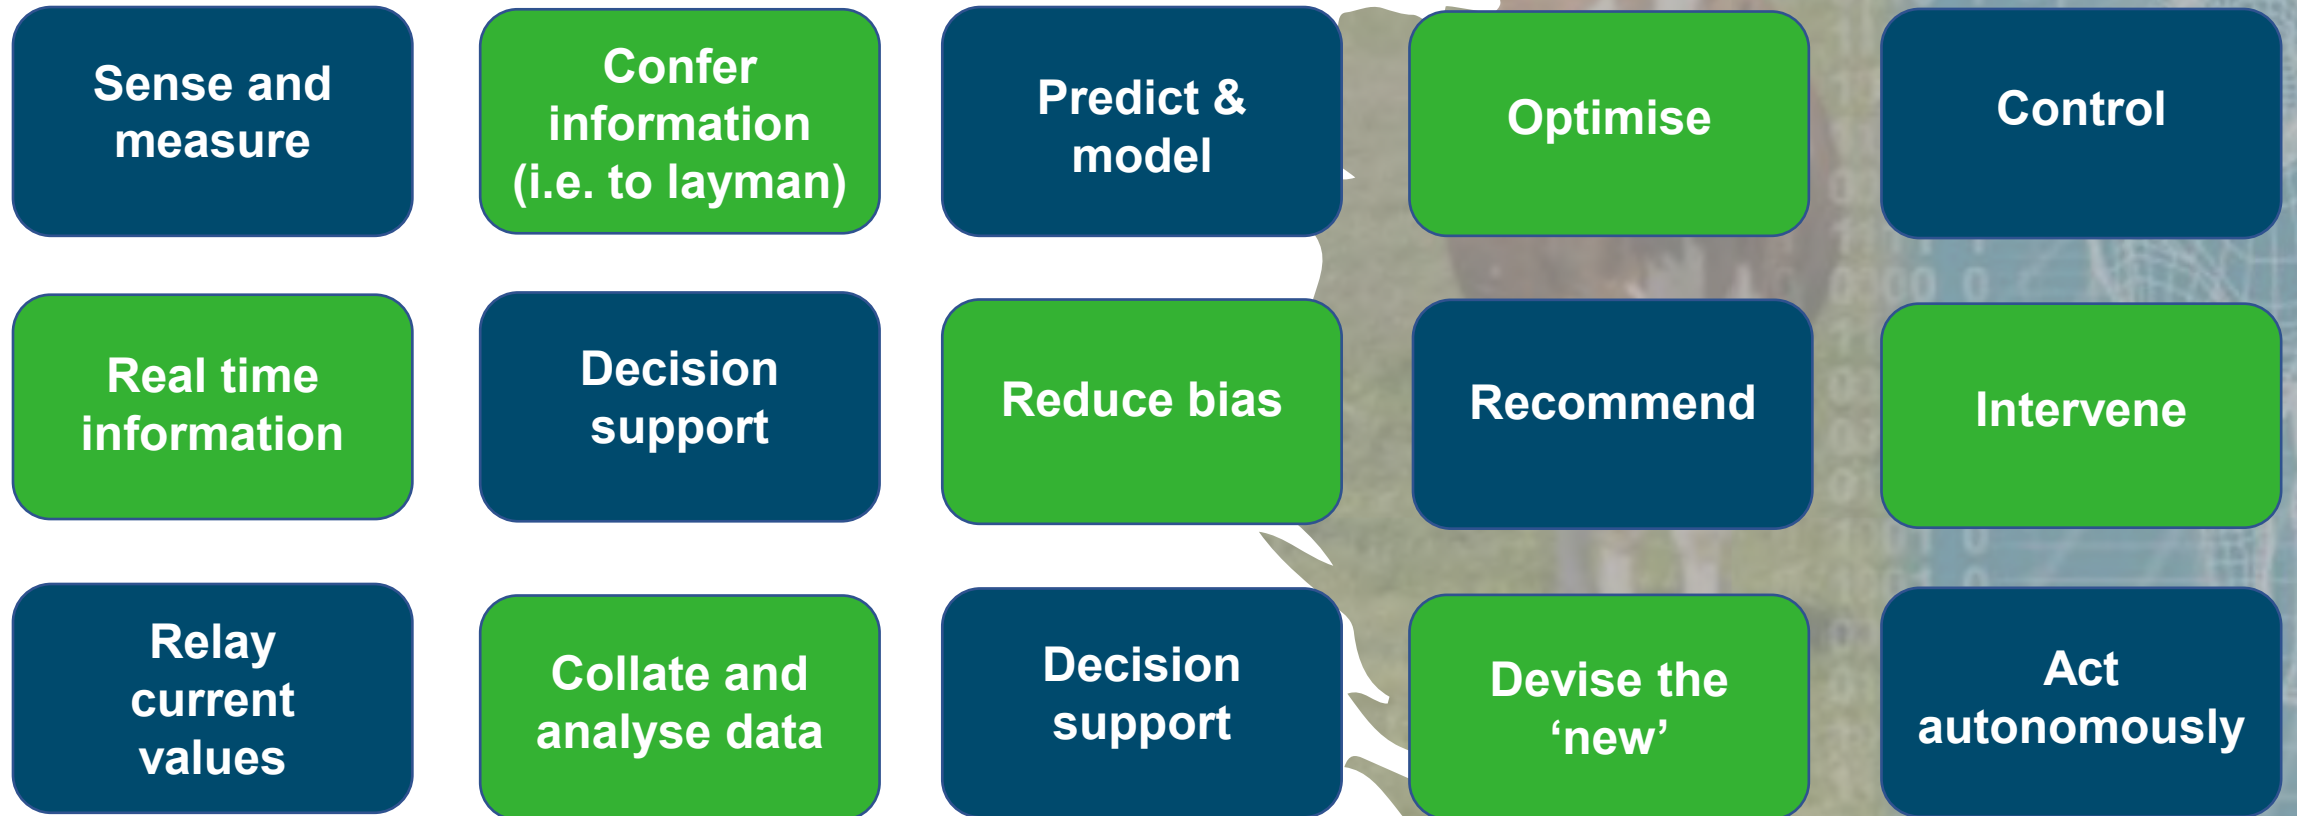 Sense and
measure
Confer
information
(i.e. to layman)
Predict &
model
Optimise
Control
Real time
information
Decision
support
Reduce bias
Recommend
Intervene
Relay
current
values
Collate and
analyse data
Decision
support
Devise the
‘new’
Act
autonomously